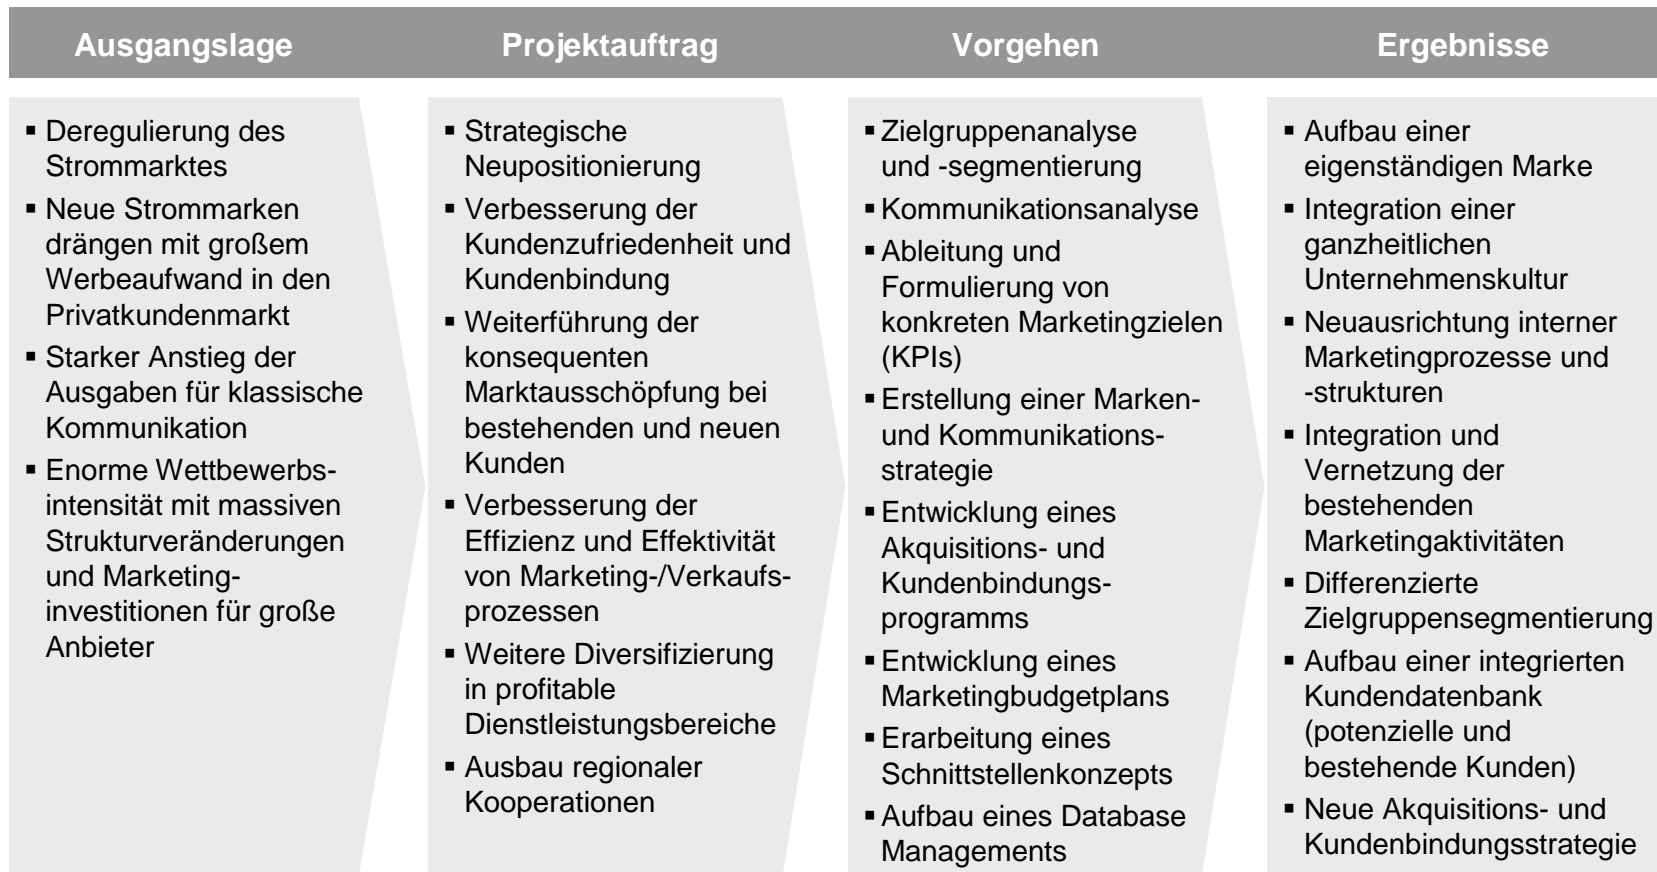 Ausgangslage
Projektauftrag
Vorgehen
Ergebnisse
▪ Deregulierung des
Strommarktes
▪ Neue Strommarken
drängen mit großem
Werbeaufwand in den
Privatkundenmarkt
▪ Starker Anstieg der
Ausgaben für klassische
Kommunikation
▪ Enorme Wettbewerbs-
intensität mit massiven
Strukturveränderungen
und Marketing-
investitionen für große
Anbieter
▪ Strategische
Neupositionierung
▪ Verbesserung der
Kundenzufriedenheit und
Kundenbindung
▪ Weiterführung der
konsequenten
Marktausschöpfung bei
bestehenden und neuen
Kunden
▪ Verbesserung der
Effizienz und Effektivität
von Marketing-/Verkaufs-
prozessen
▪ Weitere Diversifizierung
in profitable
Dienstleistungsbereiche
▪ Ausbau regionaler
Kooperationen
▪ Zielgruppenanalyse
und -segmentierung
▪ Kommunikationsanalyse
▪ Ableitung und
Formulierung von
konkreten Marketingzielen
(KPIs)
▪ Erstellung einer Marken-
und Kommunikations-
strategie
▪ Entwicklung eines
Akquisitions- und
Kundenbindungs-
programms
▪ Entwicklung eines
Marketingbudgetplans
▪ Erarbeitung eines
Schnittstellenkonzepts
▪ Aufbau eines Database
Managements
▪ Aufbau einer
eigenständigen Marke
▪ Integration einer
ganzheitlichen
Unternehmenskultur
▪ Neuausrichtung interner
Marketingprozesse und
-strukturen
▪ Integration und
Vernetzung der
bestehenden
Marketingaktivitäten
▪ Differenzierte
Zielgruppensegmentierung
▪ Aufbau einer integrierten
Kundendatenbank
(potenzielle und
bestehende Kunden)
▪ Neue Akquisitions- und
Kundenbindungsstrategie